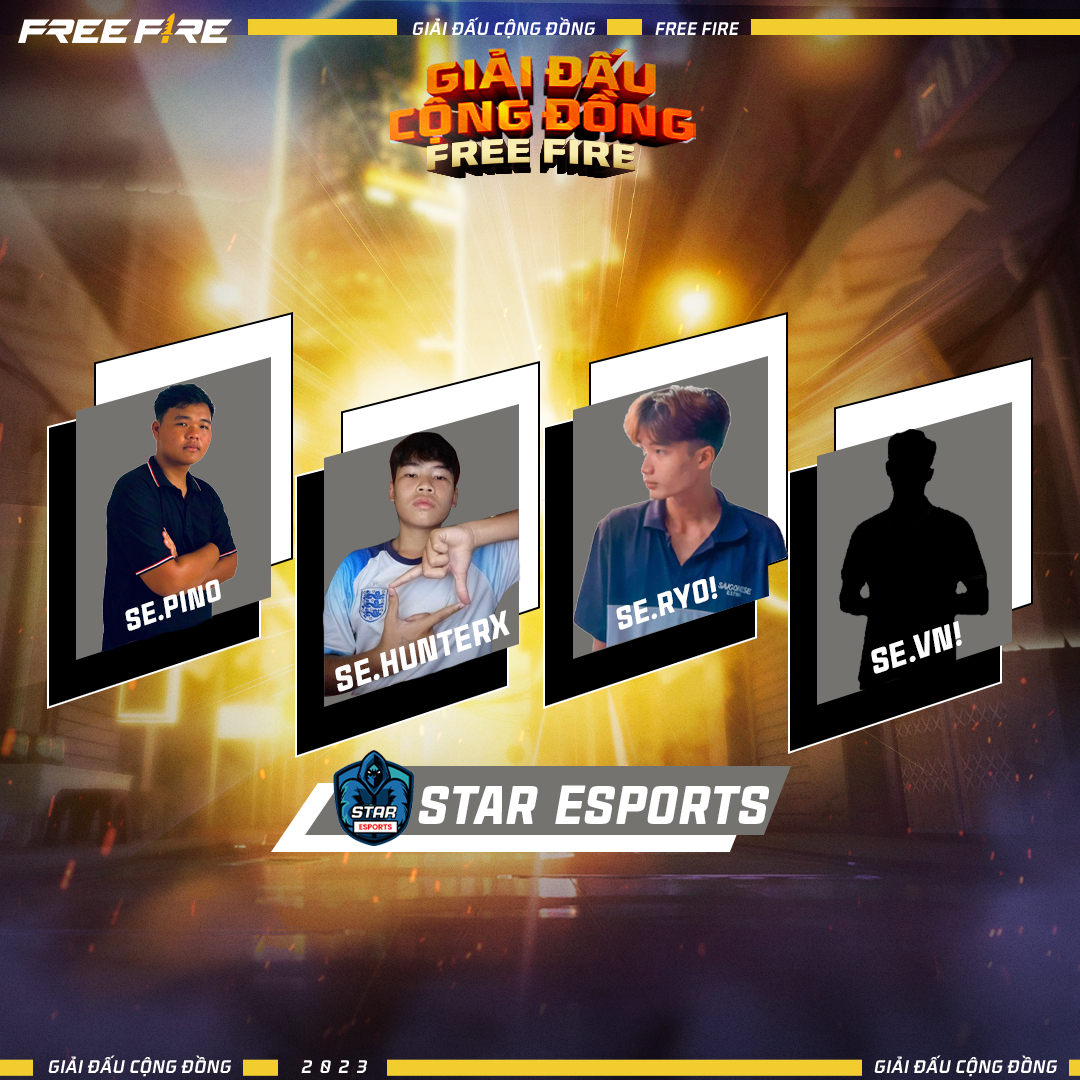 FREE FIRE
GIẢI ĐẤU CỘNG ĐỒNG
FREE FIRE
GIẢI ĐẤU
CỘNG ĐỒNG
FREE FIRE
SE.PINO
SE.HUNTERX
SE.RYO!
SE.VN!
STAR
ESPORTS
STAR ESPORTS
GIẢI ĐẤU CỘNG ĐỒNG
2023
GIẢI ĐẤU CỘNG ĐỒNG